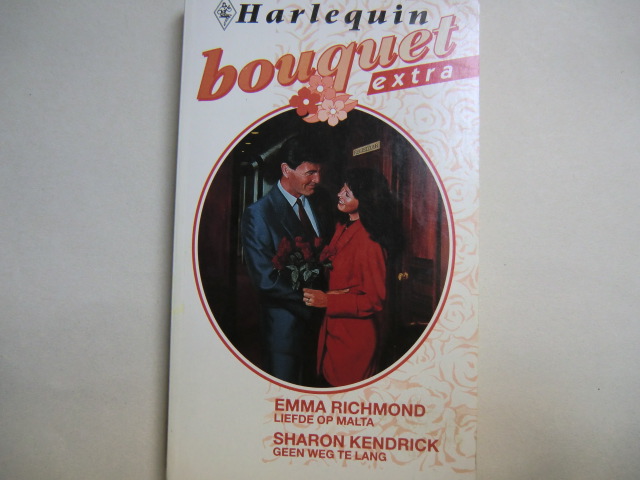 Harlequin
bouquet
extra
EMMA RICHMOND
LIEFDE OP MALTA
SHARON KENDRICK
GEEN WEG TE LANG